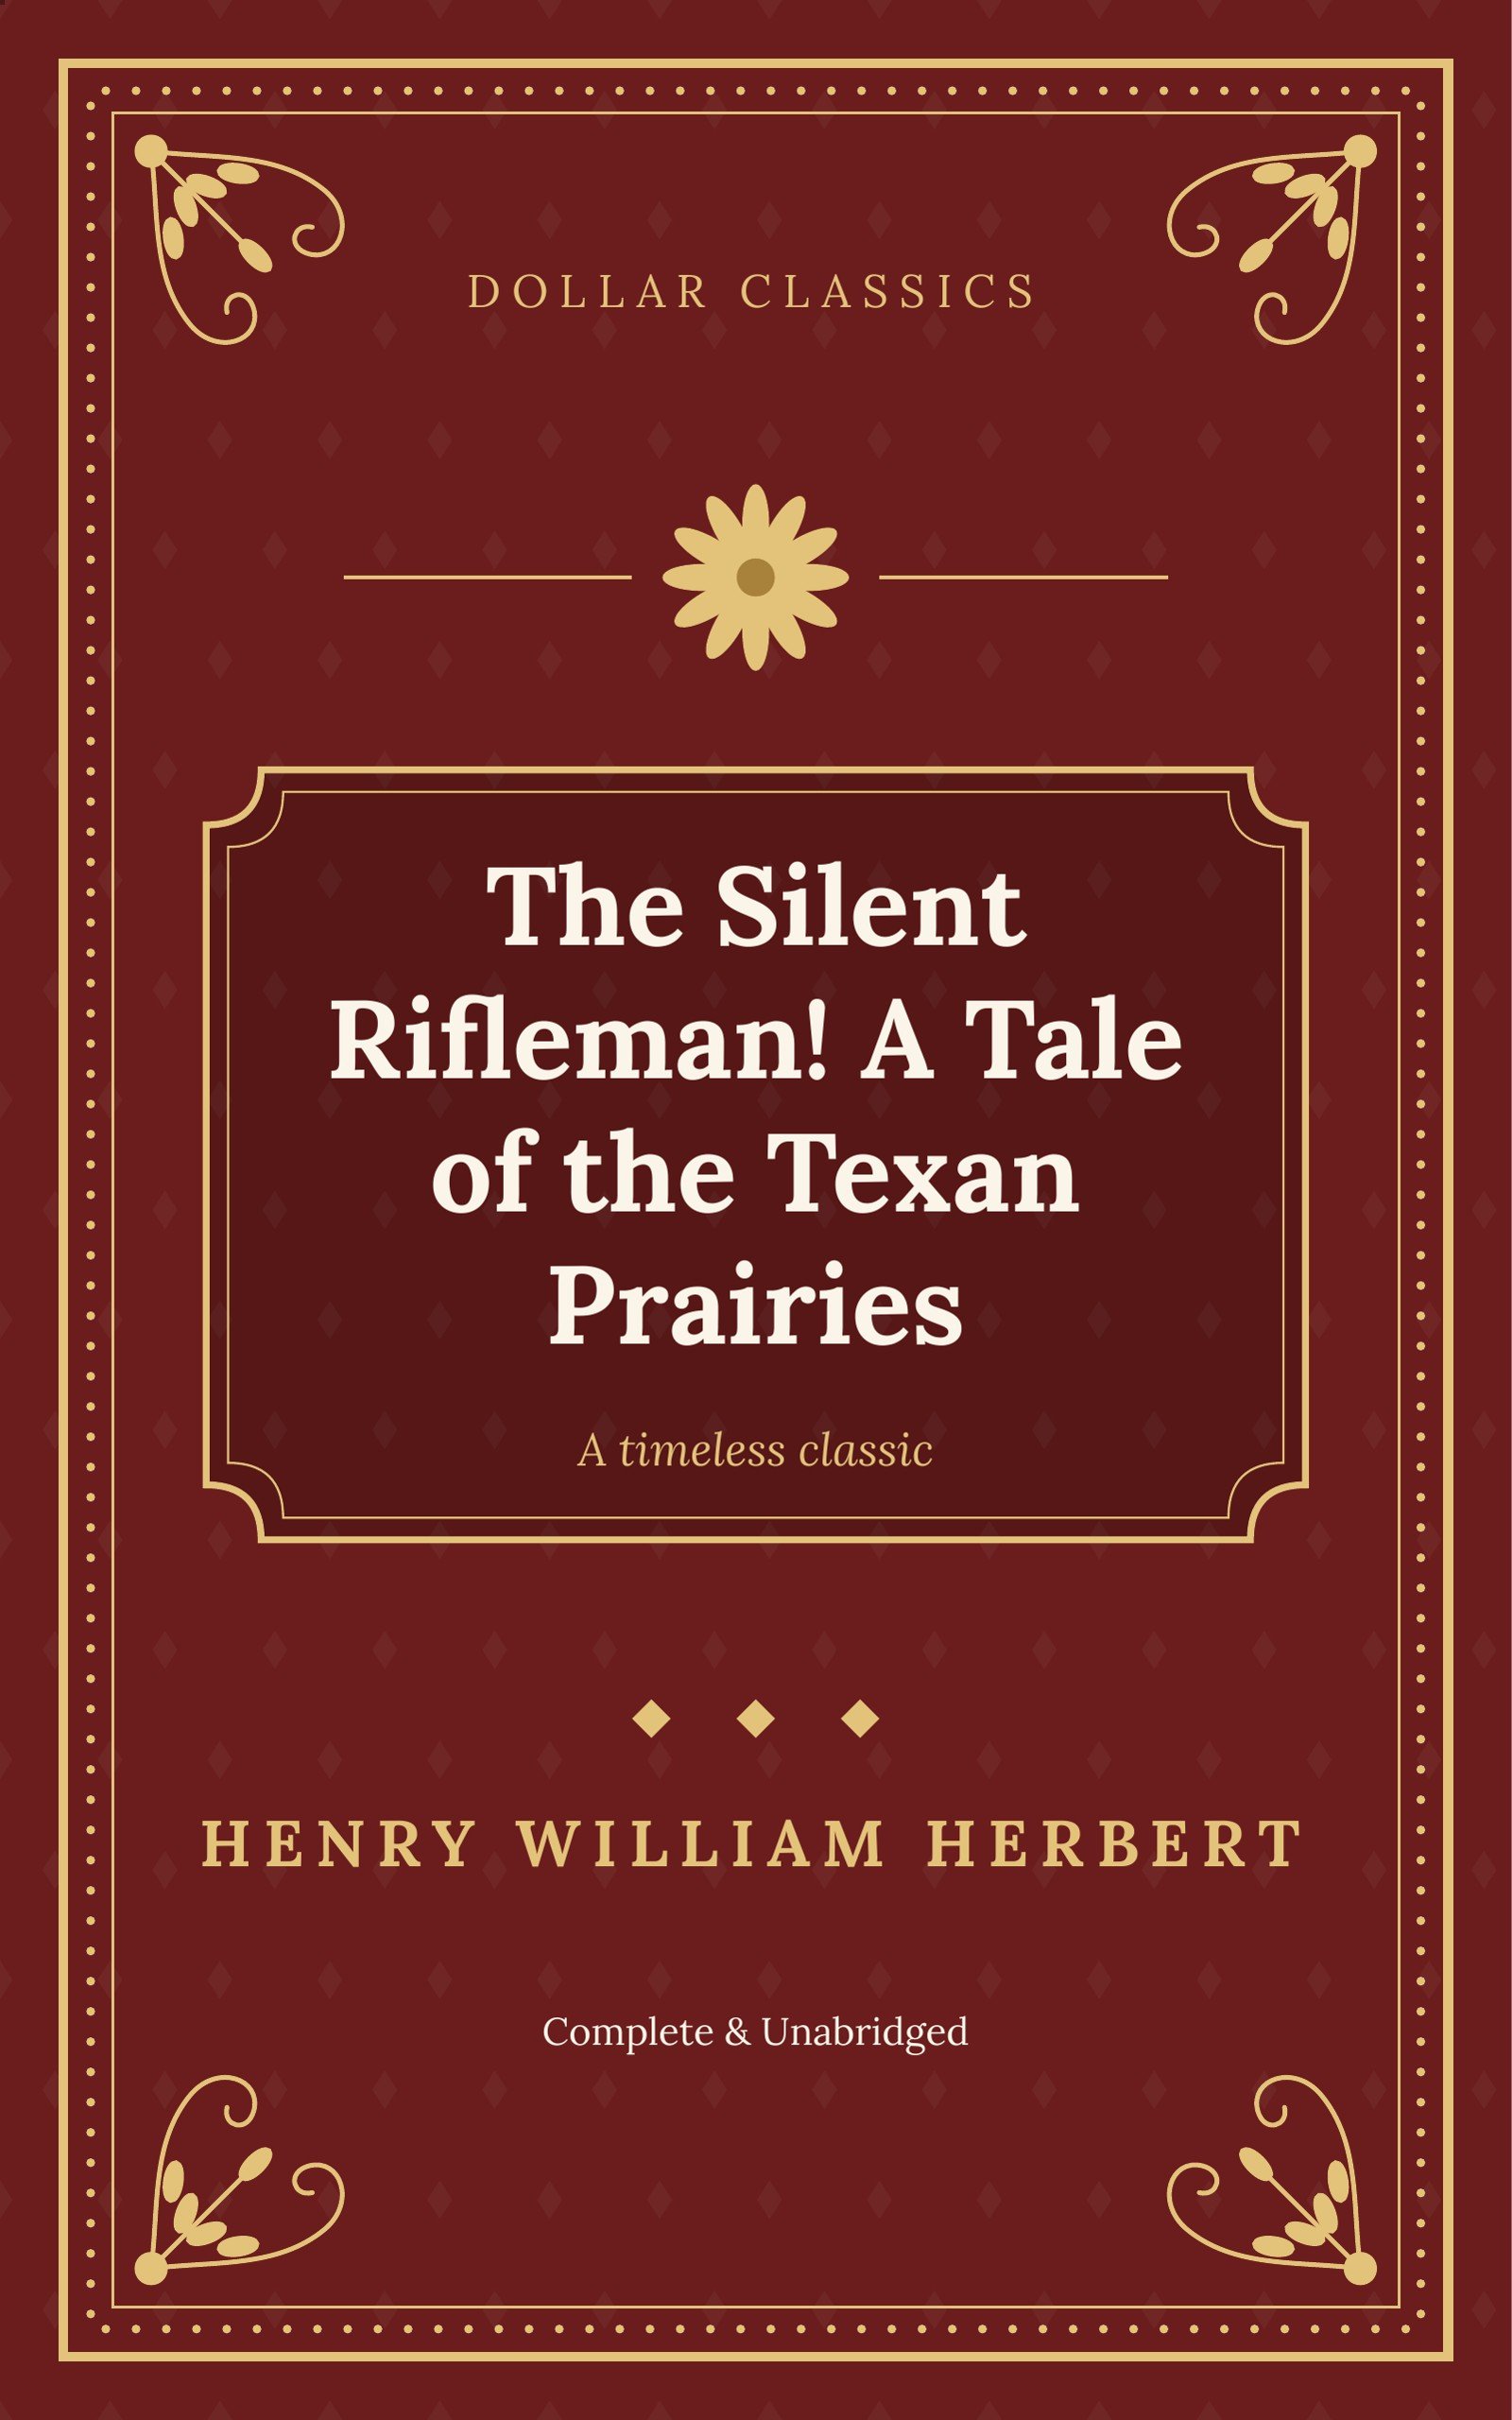 DOLLAR CLASSICS
The Silent
Rifleman! A Tale
of the Texan
Prairies
A timeless classic
HENRY WILLIAM HERBERT
Complete & Unabridged